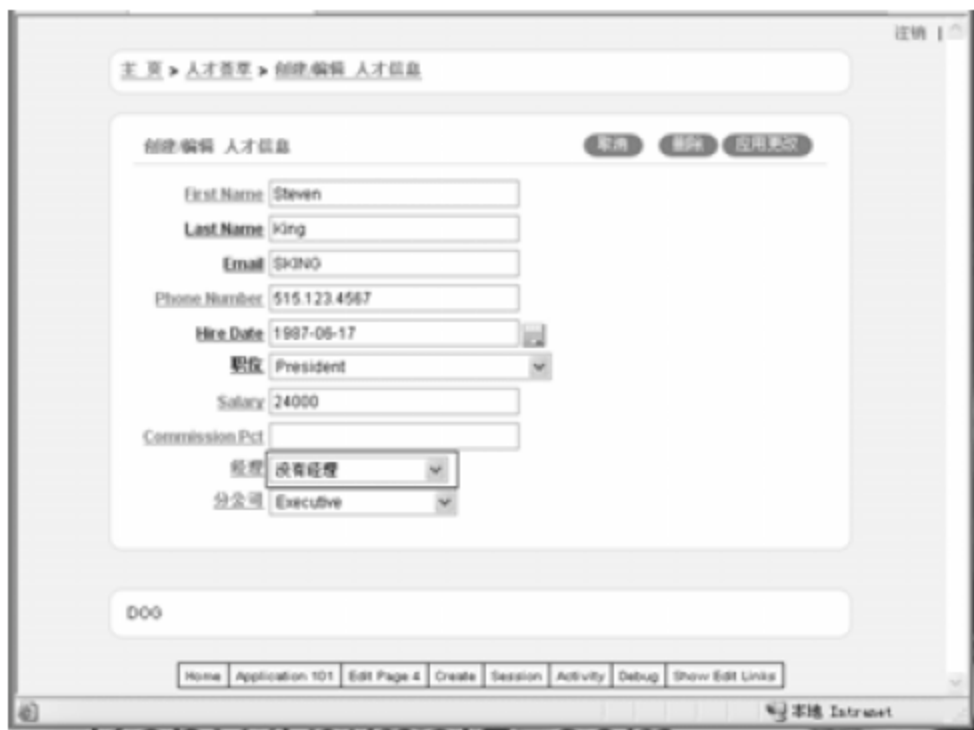 注销 |
主 页 > 人才荟萃 > 创建/编辑 人才信息
创建/编辑 人才信息
取消 删除 应用更改
First Name Steven
Last Name King
Email SKING
Phone Number 515.123.4567
Hire Date 1987-06-17
职位 President
Salary 24000
Commission Pct
经理 没有经理
分公司 Executive
DOG
Home Application 101 Edit Page 4 Create Session Activity Debug Show Edit Links
本地 Intranet